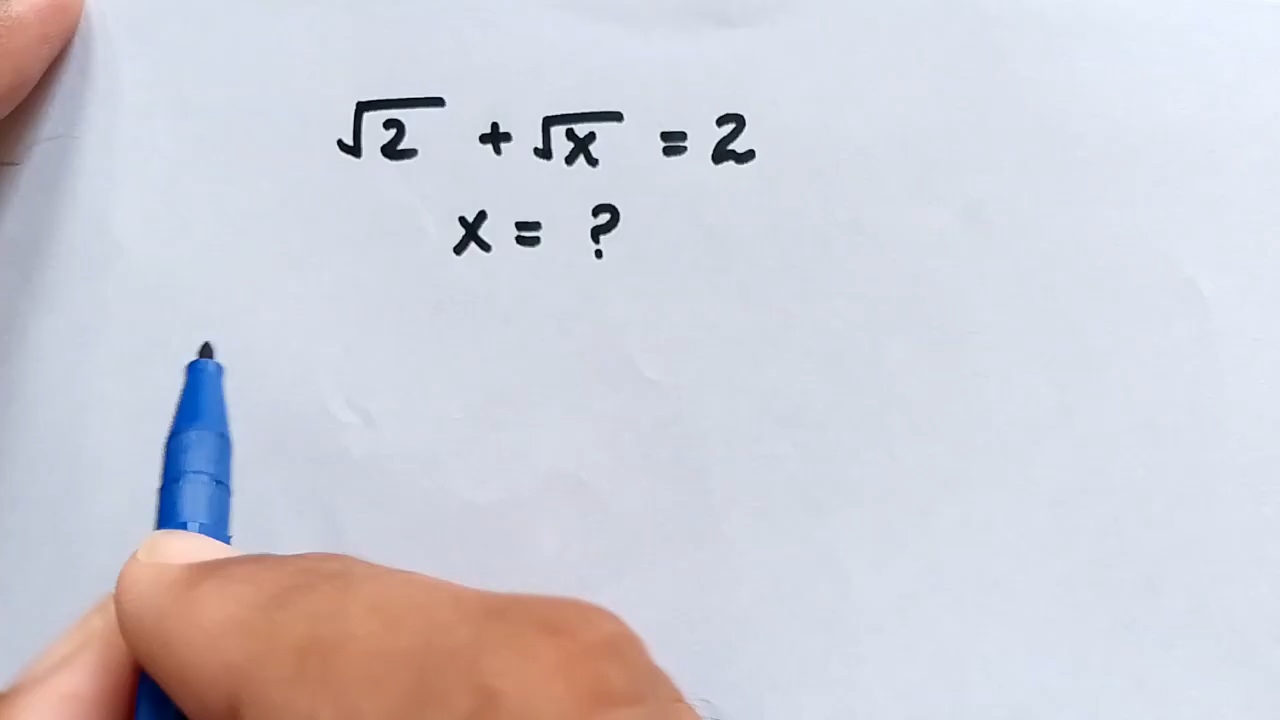 √2 + √x = 2
x = ?